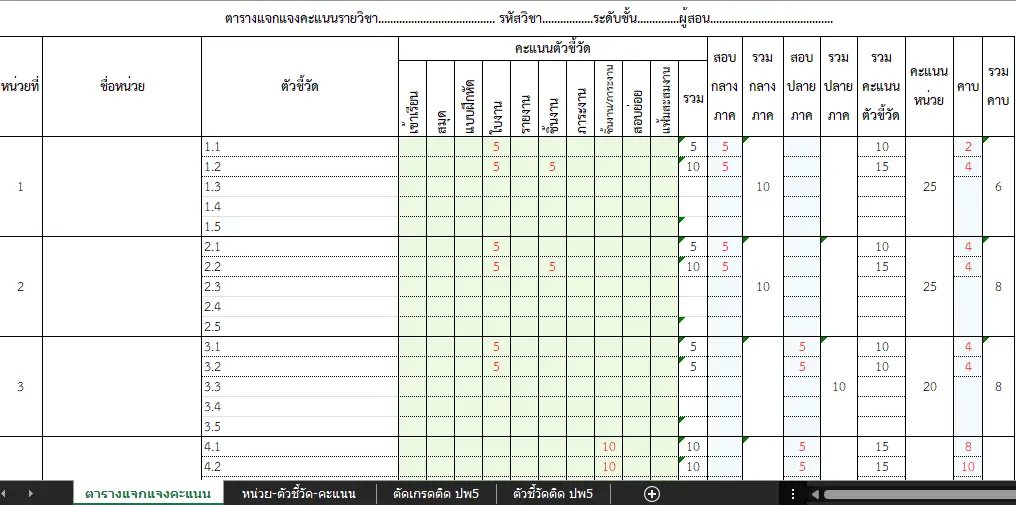 ตารางแจกแจงคะแนนรายวิชา....................................... รหัสวิชา.................ระดับชั้น..............ผู้สอน.........................................
หน่วยที่ ชื่อหน่วย ตัวชี้วัด คะแนนตัวชี้วัด สอบกลางภาค รวมกลางภาค สอบปลายภาค รวมปลายภาค รวมคะแนนตัวชี้วัด คะแนนหน่วย คาบ รวมคาบ
เข้าเรียน สมุด แบบฝึกหัด ใบงาน รายงาน ชิ้นงาน ภาระงาน ชิ้นงาน/ภาระงาน สอบย่อย แฟ้มสะสมงาน รวม
1.1 5 5 5 10 2
1.2 5 5 10 5 15 4
1 1.3 10 25 6
1.4
1.5
2.1 5 5 5 10 4
2.2 5 5 10 5 15 4
2 2.3 10 25 8
2.4
2.5
3.1 5 5 5 10 4
3.2 5 5 5 10 4
3 3.3 10 20 8
3.4
3.5
4.1 10 10 5 15 8
4.2 10 10 5 15 10
ตารางแจกแจงคะแนน หน่วย-ตัวชี้วัด-คะแนน ตัดเกรดติด ปพ5 ตัวชี้วัดติด ปพ5